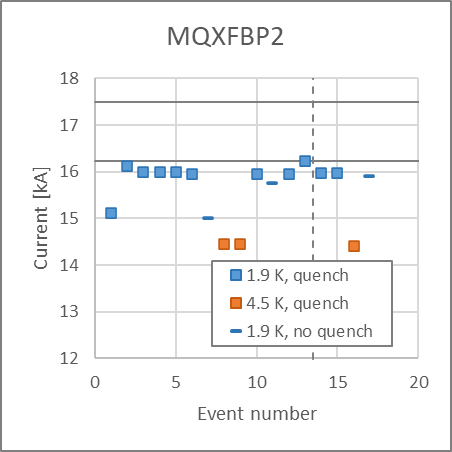 MQXFBP2
18
17
16
15
14
13
12
Current [kA]
1.9 K, quench
4.5 K, quench
1.9 K, no quench
0 5 10 15 20
Event number